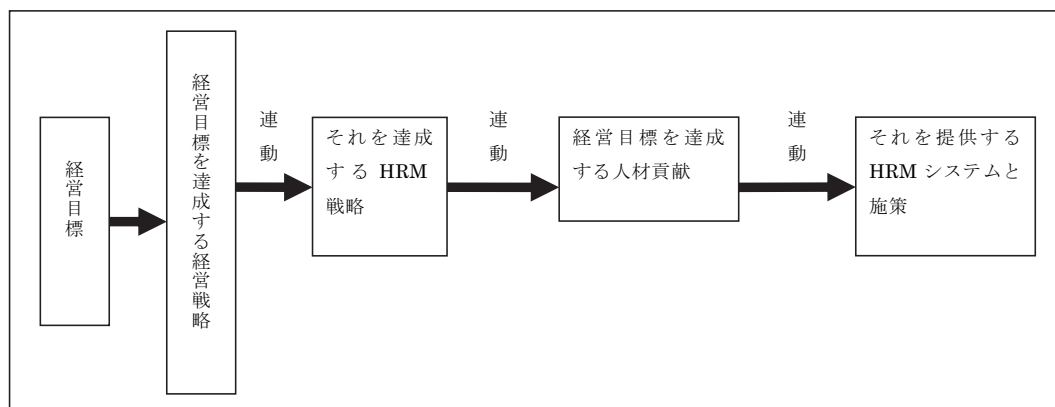 経営目標
経営目標を達成する経営戦略
連動
それを達成
する HRM
戦略
連動
経営目標を達成
する人材貢献
連動
それを提供する
HRM システムと
施策